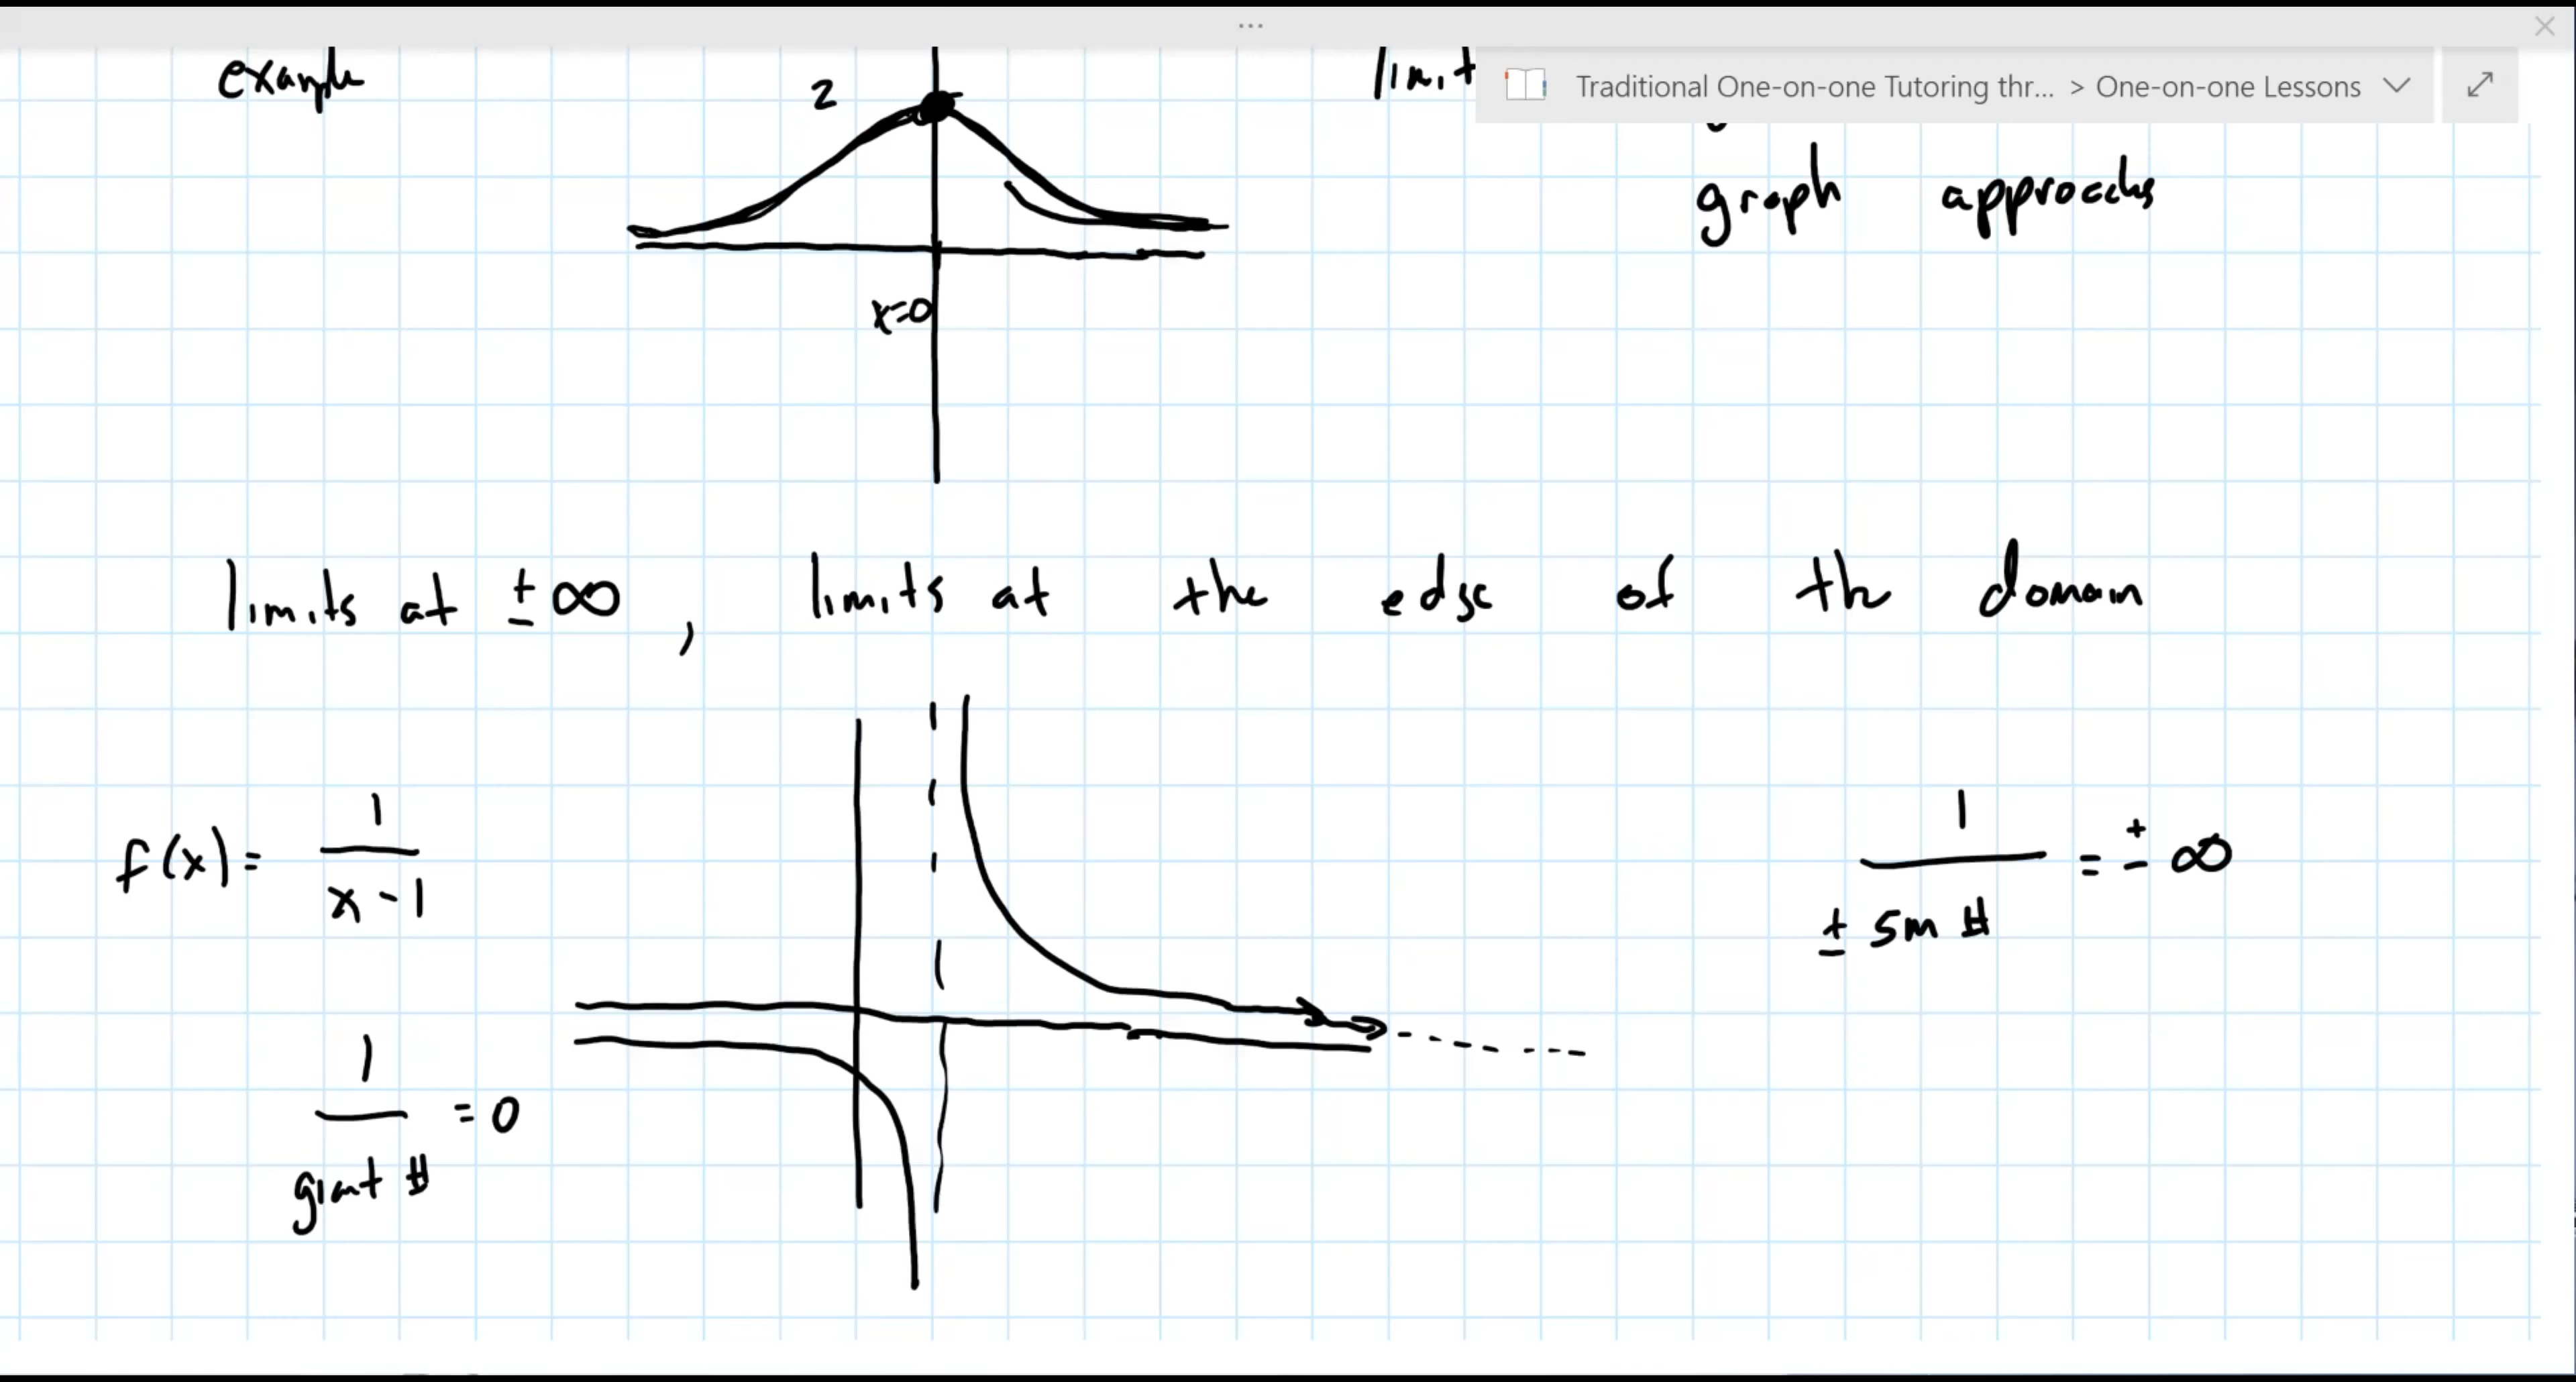 ...
example
2
limit
Traditional One-on-one Tutoring thr... > One-on-one Lessons
graph approachs
x=0
limits at ±∞, limits at the edge of the domain
f(x) = 1/(x-1)
1/(± sm #) = ± ∞
1/(giant #) = 0